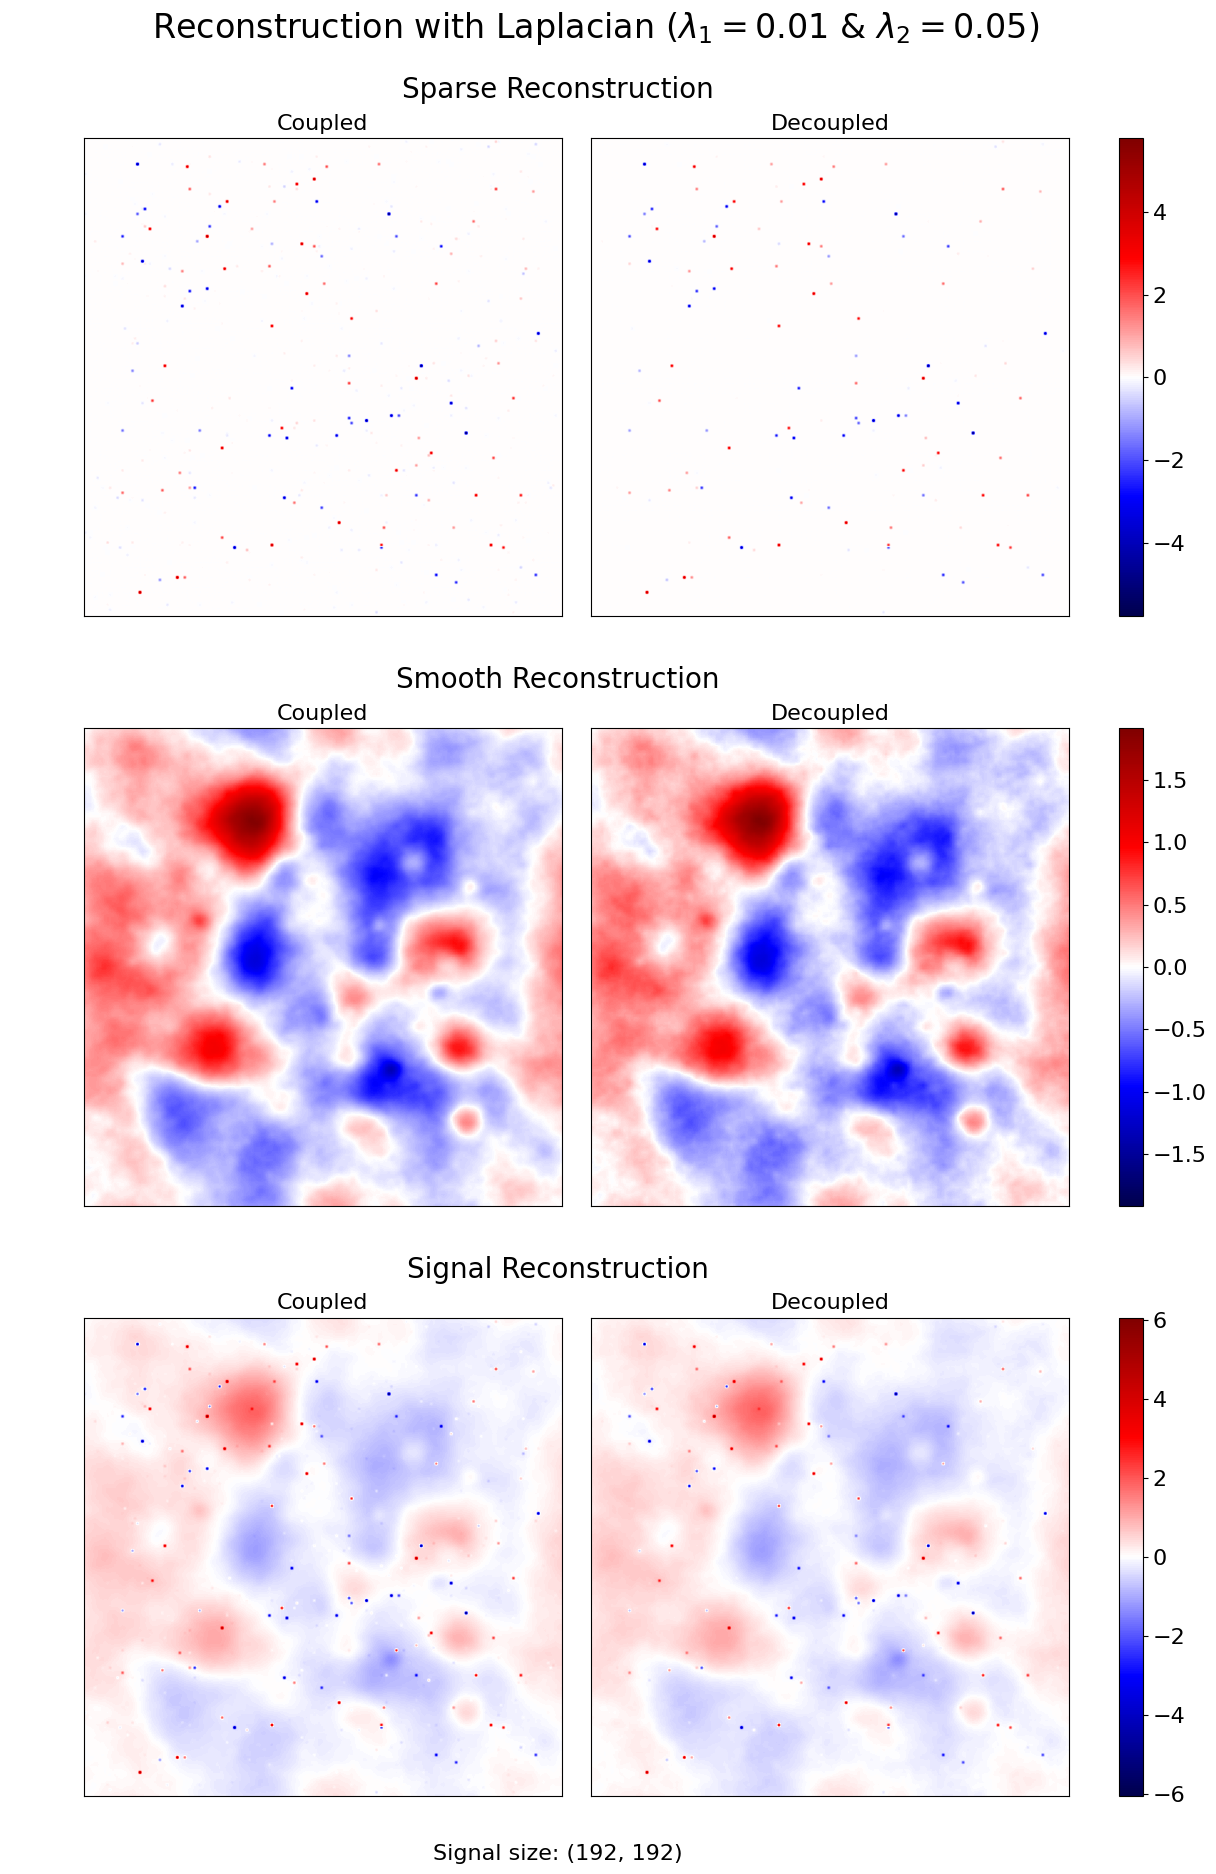 Reconstruction with Laplacian (λ₁ = 0.01 & λ₂ = 0.05)
Sparse Reconstruction
Coupled
Decoupled
4
2
0
−2
−4
Smooth Reconstruction
Coupled
Decoupled
1.5
1.0
0.5
0.0
−0.5
−1.0
−1.5
Signal Reconstruction
Coupled
Decoupled
6
4
2
0
−2
−4
−6
Signal size: (192, 192)